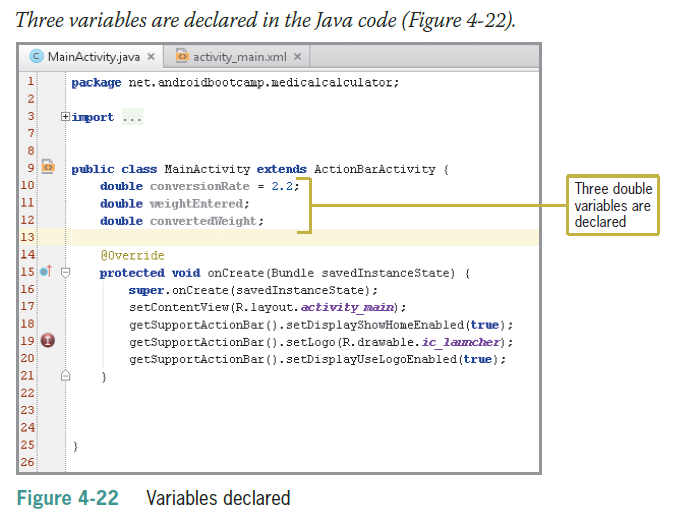 Three variables are declared in the Java code (Figure 4-22).
MainActivity.java × activity_main.xml ×
1 package net.androidbootcamp.medicalcalculator;
2
3 import ...
7
8
9 public class MainActivity extends ActionBarActivity {
10 double conversionRate = 2.2;
11 double weightEntered;
12 double convertedWeight;
13
14 @Override
15 protected void onCreate(Bundle savedInstanceState) {
16 super.onCreate(savedInstanceState);
17 setContentView(R.layout.activity_main);
18 getSupportActionBar().setDisplayShowHomeEnabled(true);
19 getSupportActionBar().setLogo(R.drawable.ic_launcher);
20 getSupportActionBar().setDisplayUseLogoEnabled(true);
21 }
22
23
24
25 }
26
Three double
variables are
declared
Figure 4-22 Variables declared